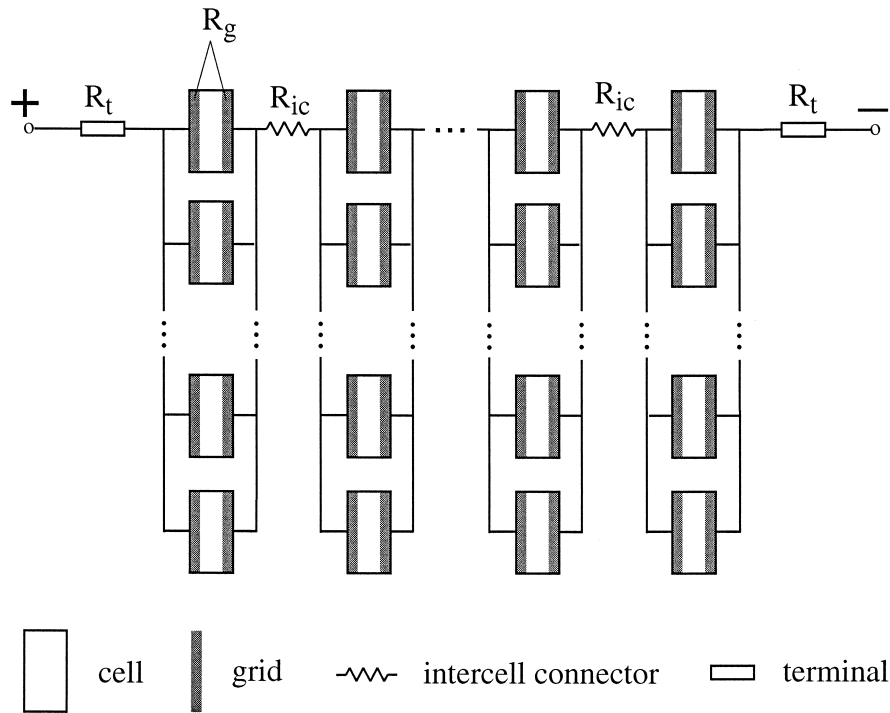 R_g
+ R_t R_ic R_ic R_t −
...
cell grid intercell connector terminal